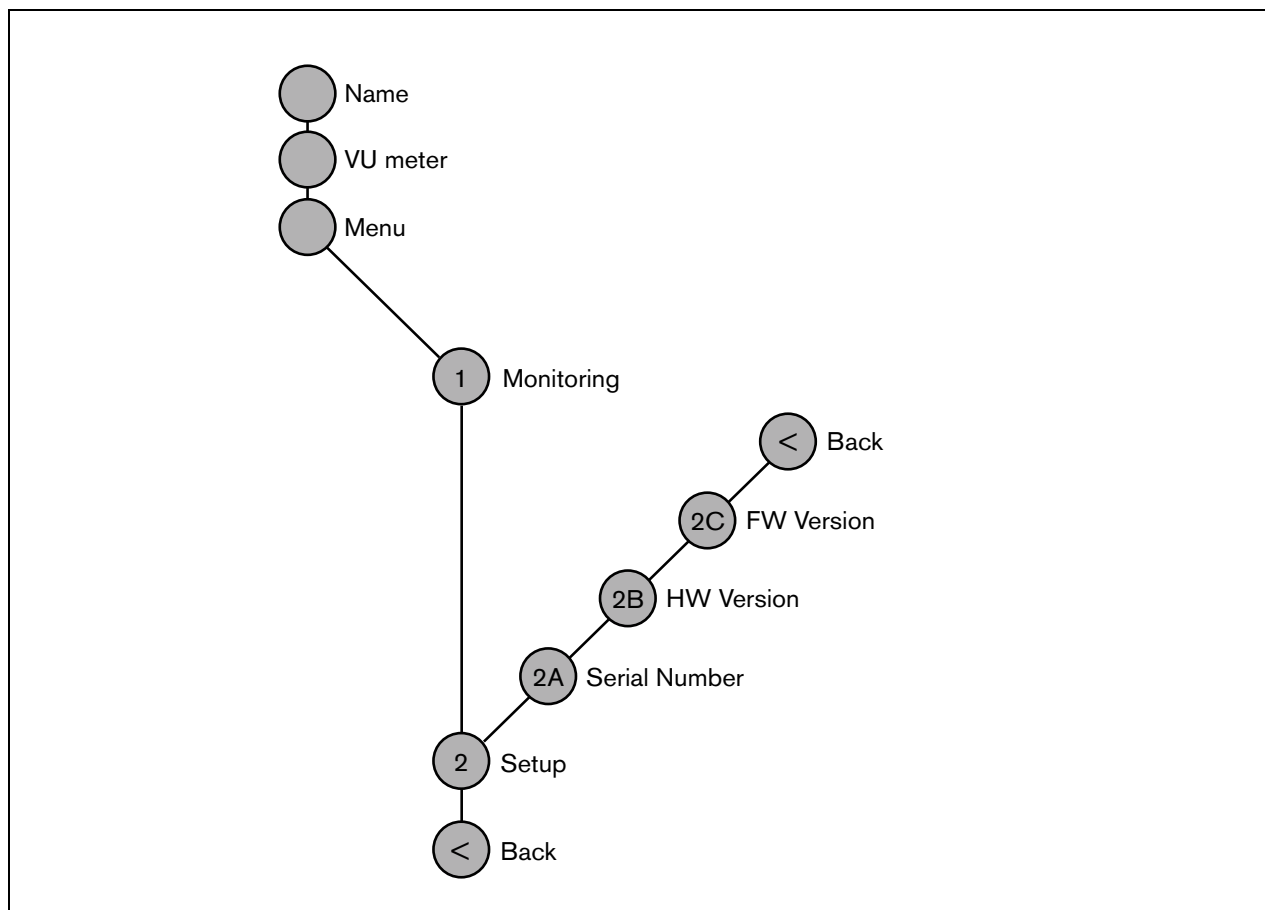 Name
VU meter
Menu
1 Monitoring
< Back
2C FW Version
2B HW Version
2A Serial Number
2 Setup
< Back